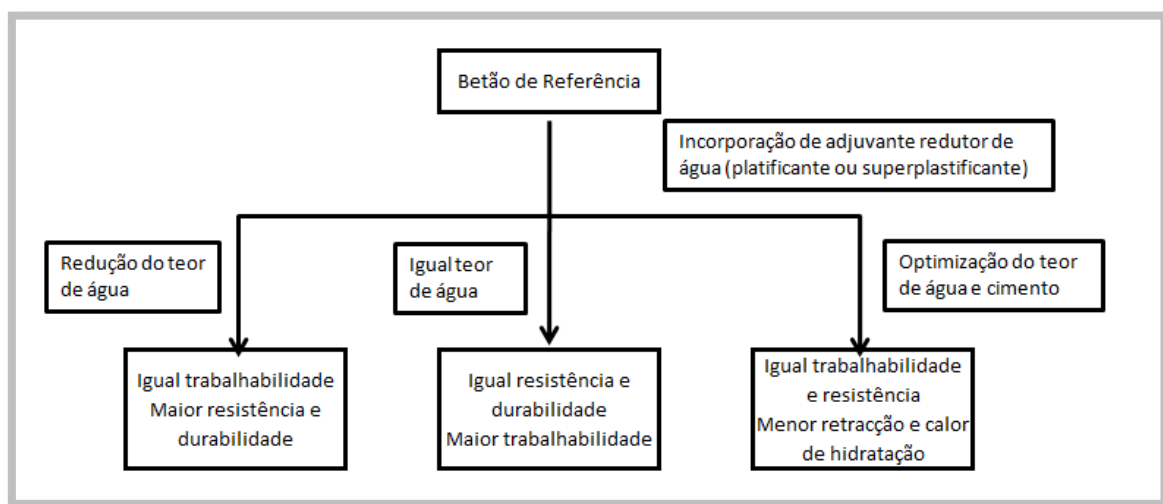 Betão de Referência
Incorporação de adjuvante redutor de
água (platificante ou superplastificante)
Redução do teor
de água
Igual teor
de água
Optimização do teor
de água e cimento
Igual trabalhabilidade
Maior resistência e
durabilidade
Igual resistência e
durabilidade
Maior trabalhabilidade
Igual trabalhabilidade
e resistência
Menor retracção e calor
de hidratação